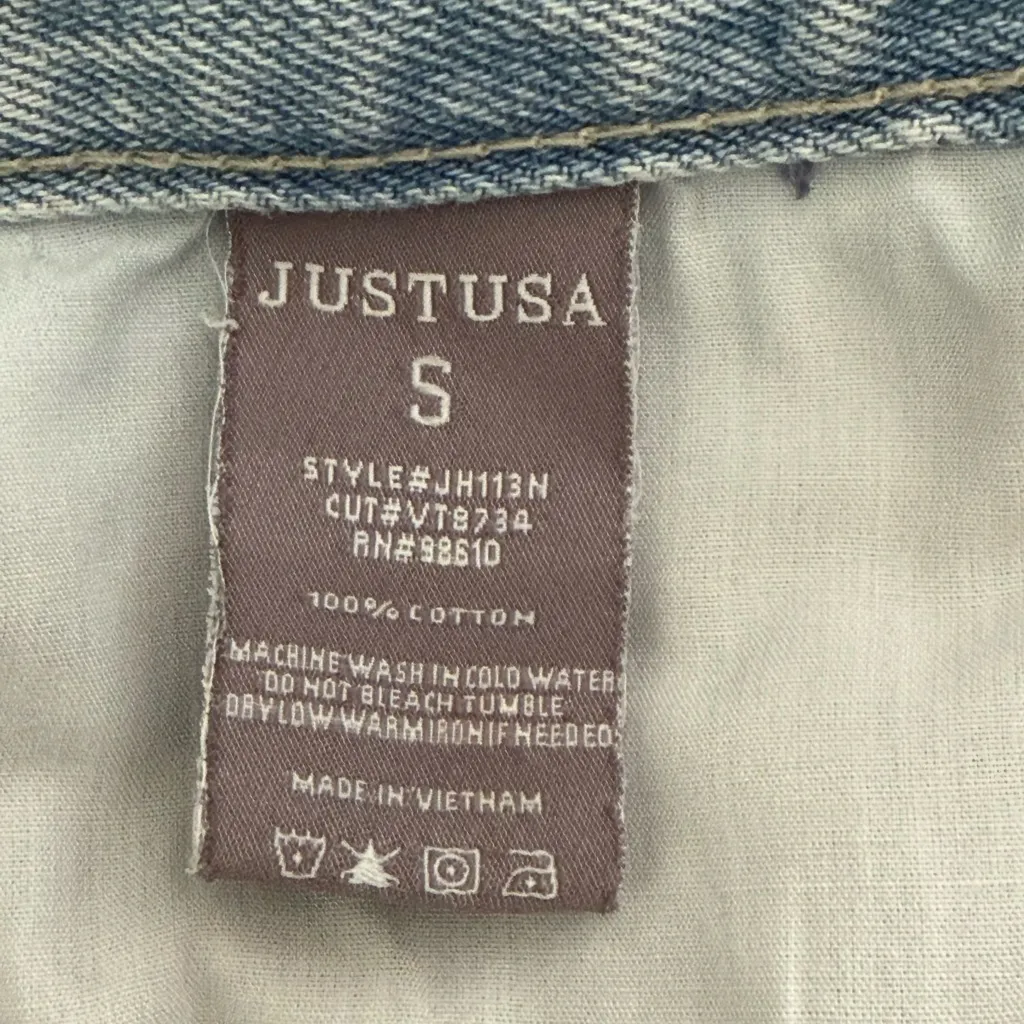 JUSTUSA
S
STYLE#JH113N
CUT#VT8734
RN#98610
100% COTTON
MACHINE WASH IN COLD WATER
DO NOT BLEACH TUMBLE
DRY LOW WARM IRON IF NEEDED
MADE IN VIETNAM